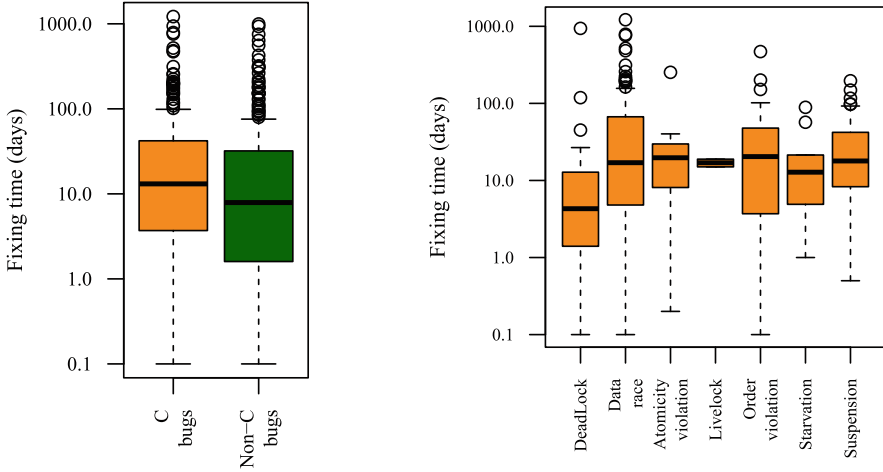 Fixing time (days)
1000.0
100.0
10.0
1.0
0.1
C
bugs
Non−C
bugs
Fixing time (days)
1000.0
100.0
10.0
1.0
0.1
DeadLock
Data
race
Atomicity
violation
Livelock
Order
violation
Starvation
Suspension